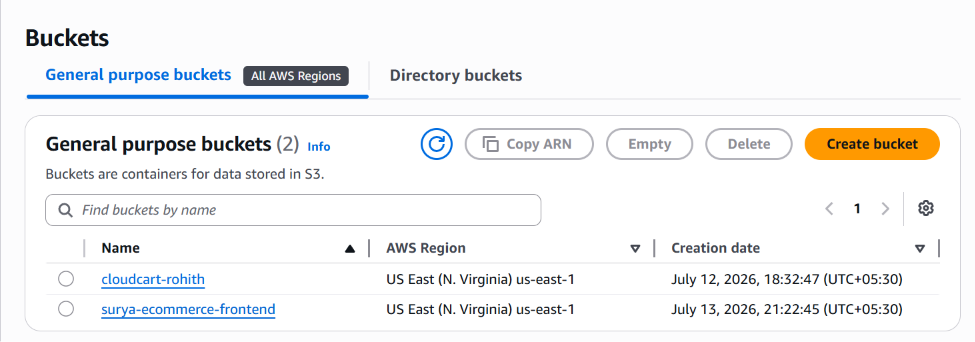 Buckets
General purpose buckets All AWS Regions Directory buckets
General purpose buckets (2) Info Copy ARN Empty Delete Create bucket
Buckets are containers for data stored in S3.
Find buckets by name 1
Name AWS Region Creation date
cloudcart-rohith US East (N. Virginia) us-east-1 July 12, 2026, 18:32:47 (UTC+05:30)
surya-ecommerce-frontend US East (N. Virginia) us-east-1 July 13, 2026, 21:22:45 (UTC+05:30)